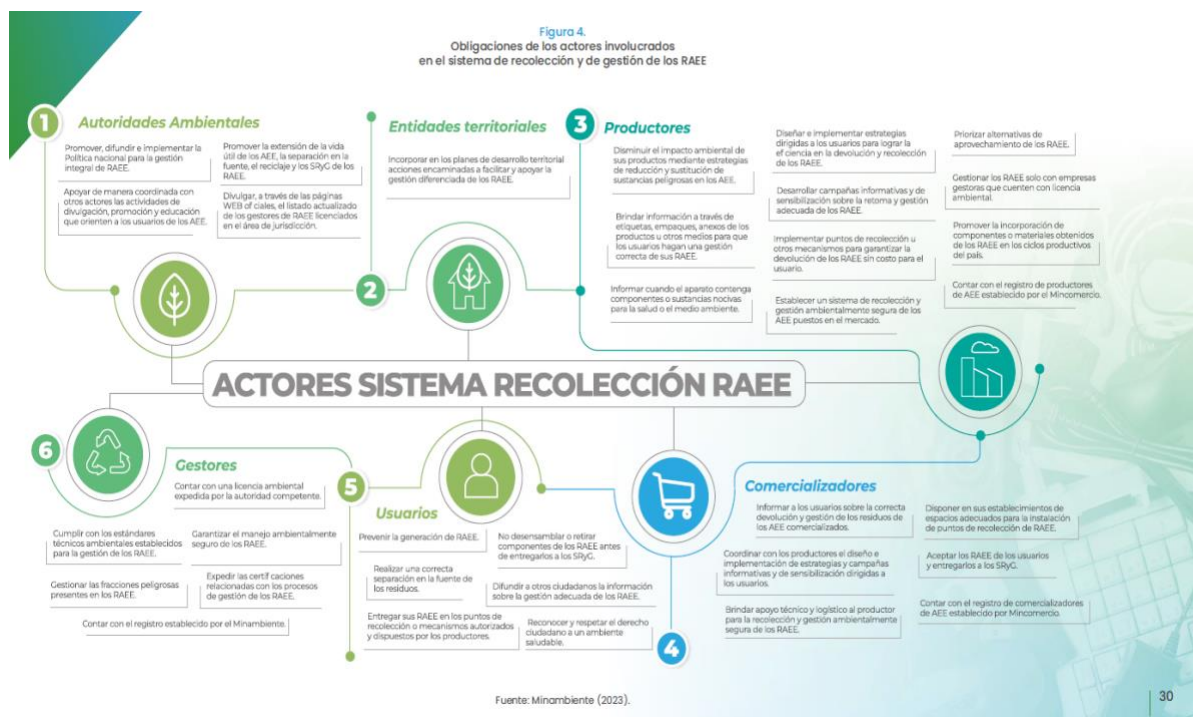 Figura 4.
Obligaciones de los actores involucrados
en el sistema de recolección y de gestión de los RAEE
1
Autoridades Ambientales
Promover, difundir e implementar la
Política nacional para la gestión
integral de RAEE.
Apoyar de manera coordinada con
otros actores las actividades de
divulgación, promoción y educación
que orienten a los usuarios de los AEE.
Promover la extensión de la vida
útil de los AEE, la separación en la
fuente, el reciclaje y los SRyG de los
RAEE.
Divulgar, a través de las páginas
WEB of ciales, el listado actualizado
de los gestores de RAEE licenciados
en el área de jurisdicción.
2
Entidades territoriales
Incorporar en los planes de desarrollo territorial
acciones encaminadas a facilitar y apoyar la
gestión diferenciada de los RAEE.
3
Productores
Disminuir el impacto ambiental de
sus productos mediante estrategias
de reducción y sustitución de
sustancias peligrosas en los AEE.
Brindar información a través de
etiquetas, empaques, anexos de los
productos u otros medios para que
los usuarios hagan una gestión
correcta de sus RAEE.
Informar cuando el aparato contenga
componentes o sustancias nocivas
para la salud o el medio ambiente.
Diseñar e implementar estrategias
dirigidas a los usuarios para lograr la
ef ciencia en la devolución y recolección
de los RAEE.
Desarrollar campañas informativas y de
sensibilización sobre la retoma y gestión
adecuada de los RAEE.
Implementar puntos de recolección u
otros mecanismos para garantizar la
devolución de los RAEE sin costo para el
usuario.
Establecer un sistema de recolección y
gestión ambientalmente segura de los
AEE puestos en el mercado.
Priorizar alternativas de
aprovechamiento de los RAEE.
Gestionar los RAEE solo con empresas
gestoras que cuenten con licencia
ambiental.
Promover la incorporación de
componentes o materiales obtenidos
de los RAEE en los ciclos productivos
del país.
Contar con el registro de productores
de AEE establecido por el Mincomercio.
ACTORES SISTEMA RECOLECCIÓN RAEE
6
Gestores
Contar con una licencia ambiental
expedida por la autoridad competente.
Cumplir con los estándares
técnicos ambientales establecidos
para la gestión de los RAEE.
Garantizar el manejo ambientalmente
seguro de los RAEE.
Gestionar las fracciones peligrosas
presentes en los RAEE.
Expedir las certif caciones
relacionadas con los procesos
de gestión de los RAEE.
Contar con el registro establecido por el Minambiente.
5
Usuarios
Prevenir la generación de RAEE.
Realizar una correcta
separación en la fuente de
los residuos.
Entregar sus RAEE en los puntos de
recolección o mecanismos autorizados
y dispuestos por los productores.
No desensamblar o retirar
componentes de los RAEE antes
de entregarlos a los SRyG.
Difundir a otros ciudadanos la información
sobre la gestión adecuada de los RAEE.
Reconocer y respetar el derecho
ciudadano a un ambiente
saludable.
4
Comercializadores
Informar a los usuarios sobre la correcta
devolución y gestión de los residuos de
los AEE comercializados.
Coordinar con los productores el diseño e
implementación de estrategias y campañas
informativas y de sensibilización dirigidas a
los usuarios.
Brindar apoyo técnico y logístico al productor
para la recolección y gestión ambientalmente
segura de los RAEE.
Disponer en sus establecimientos de
espacios adecuados para la instalación
de puntos de recolección de RAEE.
Aceptar los RAEE de los usuarios
y entregarlos a los SRyG.
Contar con el registro de comercializadores
de AEE establecido por Mincomercio.
Fuente: Minambiente (2023).
30